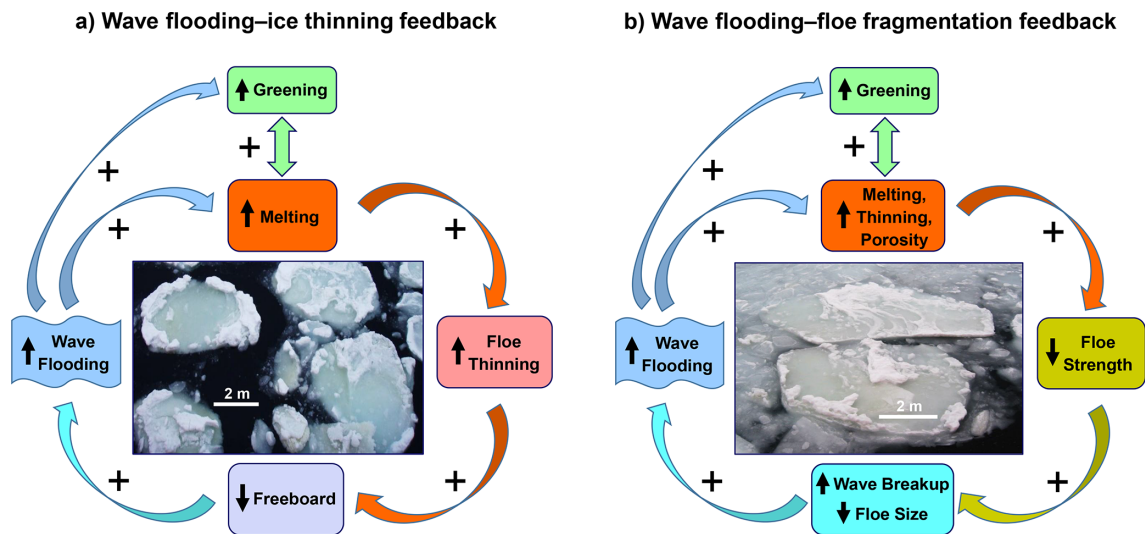 a) Wave flooding–ice thinning feedback
↑ Greening
+
+
+
↑ Melting
+
↑ Wave
Flooding
↑ Floe
Thinning
2 m
+
↓ Freeboard
+
b) Wave flooding–floe fragmentation feedback
↑ Greening
+
+
+
↑ Melting,
Thinning,
Porosity
+
↑ Wave
Flooding
↓ Floe
Strength
2 m
+
↑ Wave Breakup
↓ Floe Size
+